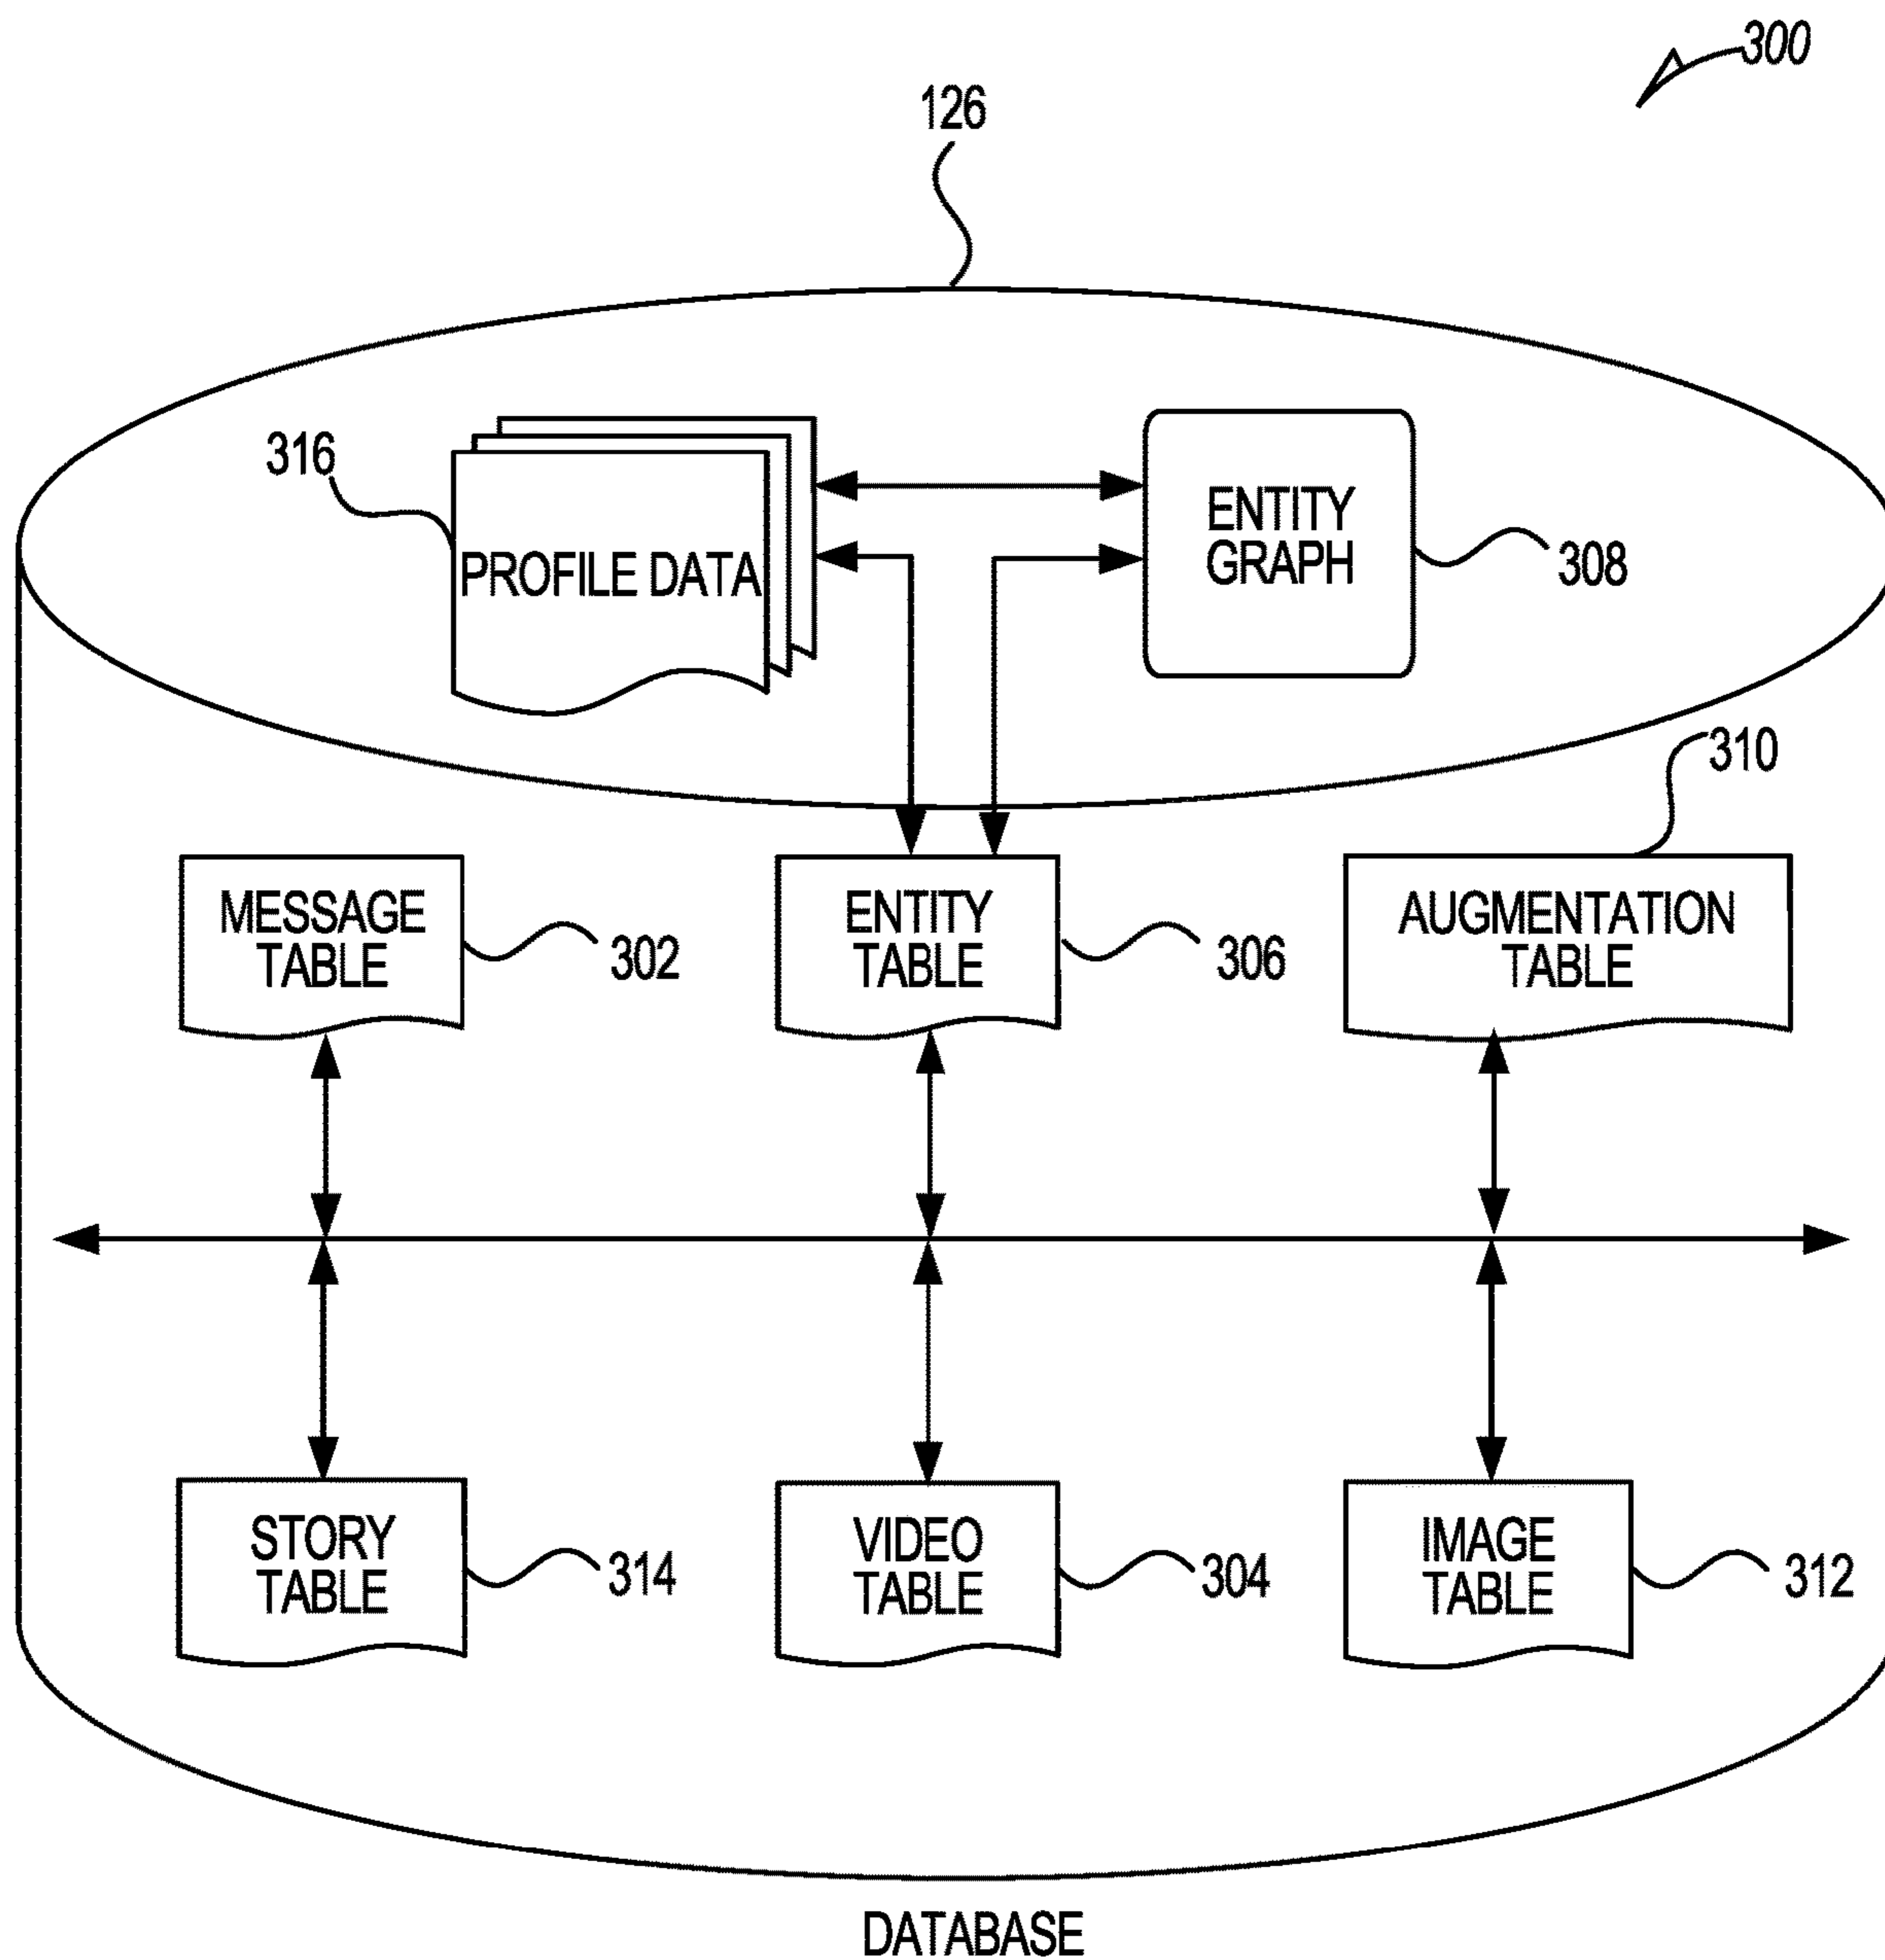 300
126
316
PROFILE DATA
ENTITY
GRAPH
308
310
MESSAGE
TABLE
302
ENTITY
TABLE
306
AUGMENTATION
TABLE
STORY
TABLE
314
VIDEO
TABLE
304
IMAGE
TABLE
312
DATABASE